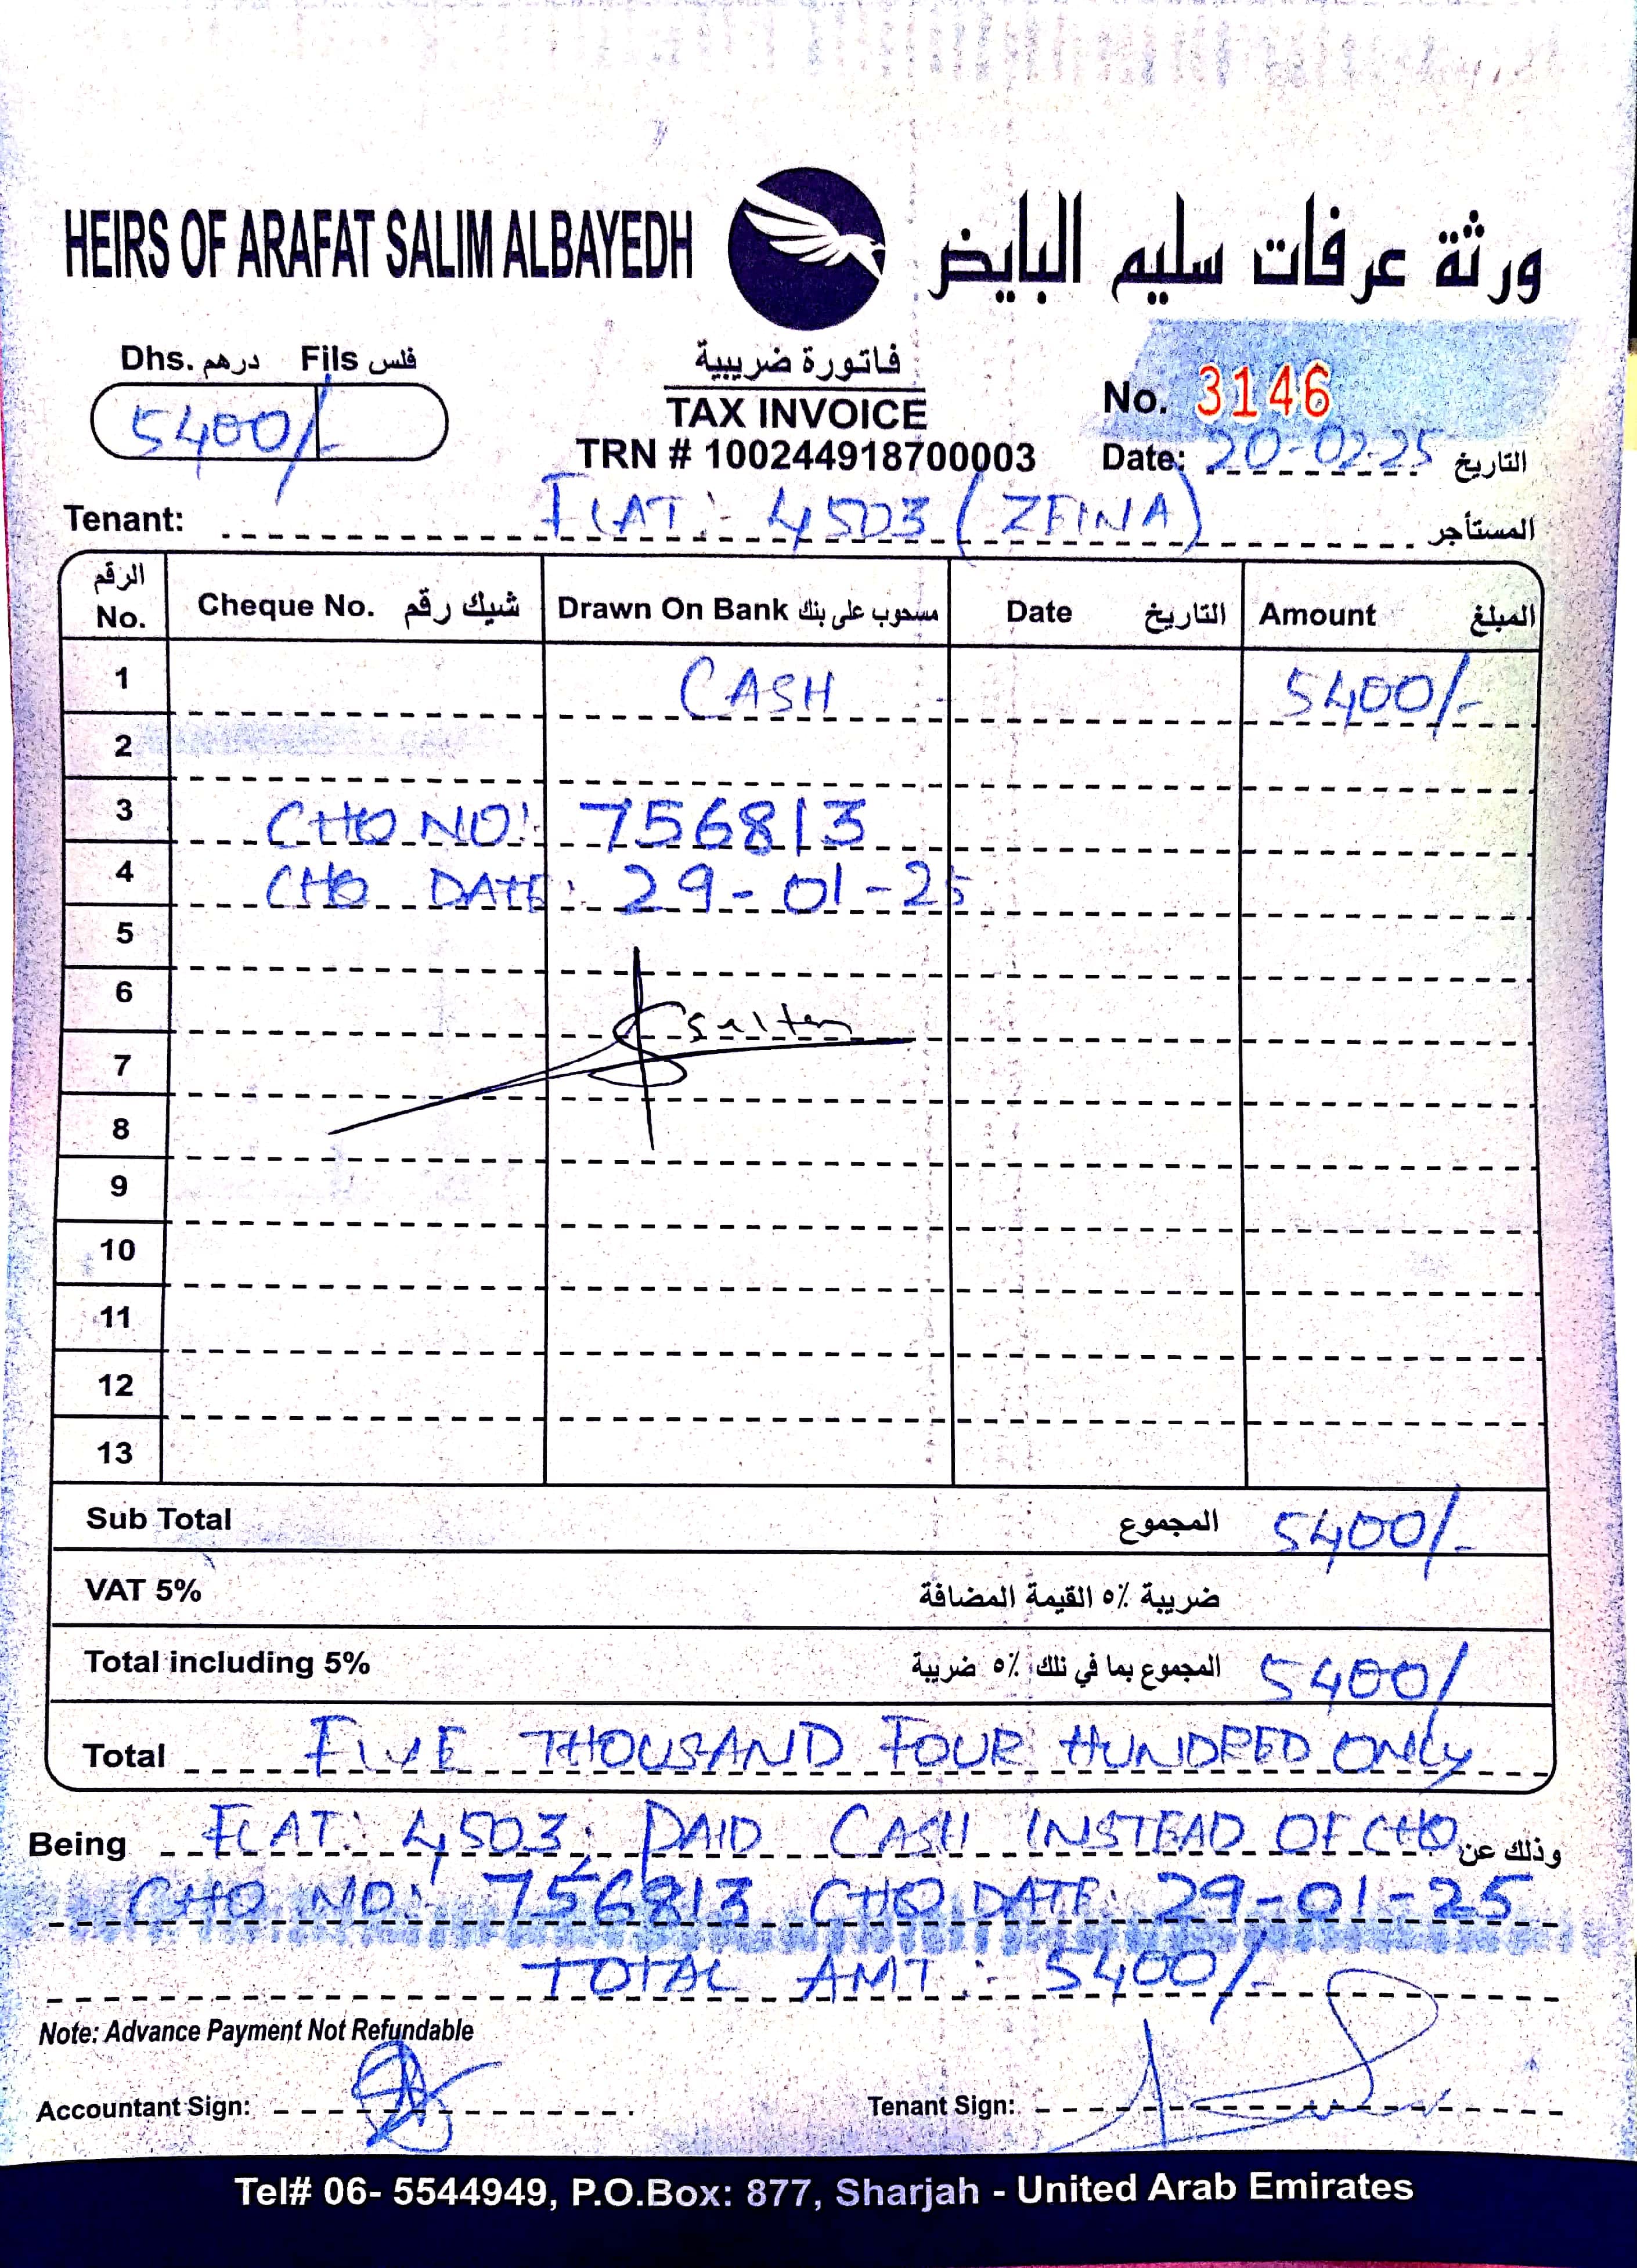 HEIRS OF ARAFAT SALIM ALBAYEDH ورثة عرفات سليم البايض
Dhs. درهم Fils فلس
5400/-
فاتورة ضريبية
TAX INVOICE
TRN # 100244918700003
No. 3146
Date: 20-02-25 التاريخ
Tenant: FLAT: 4503 (ZEINA) المستأجر
الرقم No. Cheque No. شيك رقم Drawn On Bank مسحوب على بنك Date التاريخ Amount المبلغ
1 CASH 5400/-
2
3 CHQ NO: 756813
4 CHQ DATE: 29-01-25
5
6 sultan
7
8
9
10
11
12
13
Sub Total المجموع 5400/-
VAT 5% ضريبة ٥٪ القيمة المضافة
Total including 5% المجموع بما في ذلك ٥٪ ضريبة 5400/
Total FIVE THOUSAND FOUR HUNDRED ONLY
Being FLAT: 4503; PAID CASH INSTEAD OF CHQ وذلك عن
CHQ NO: 756813 CHQ DATE: 29-01-25
TOTAL AMT: 5400/-
Note: Advance Payment Not Refundable
Accountant Sign: Tenant Sign:
Tel# 06- 5544949, P.O.Box: 877, Sharjah - United Arab Emirates